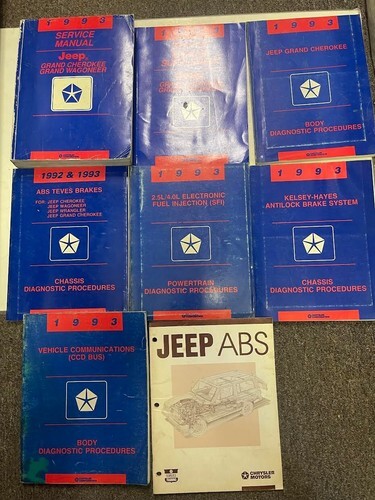 1993
SERVICE
MANUAL
Jeep
GRAND CHEROKEE
GRAND WAGONEER
1993
JEEP GRAND CHEROKEE
BODY
DIAGNOSTIC PROCEDURES
1992 & 1993
ABS TEVES BRAKES
FOR JEEP CHEROKEE
JEEP WAGONEER
JEEP WRANGLER
JEEP GRAND CHEROKEE
CHASSIS
DIAGNOSTIC PROCEDURES
1993
2.5L/4.0L ELECTRONIC
FUEL INJECTION (SFI)
POWERTRAIN
DIAGNOSTIC PROCEDURES
1993
KELSEY-HAYES
ANTILOCK BRAKE SYSTEM
CHASSIS
DIAGNOSTIC PROCEDURES
1993
VEHICLE COMMUNICATIONS
(CCD BUS)
BODY
DIAGNOSTIC PROCEDURES
JEEP ABS
CHRYSLER
MOTORS